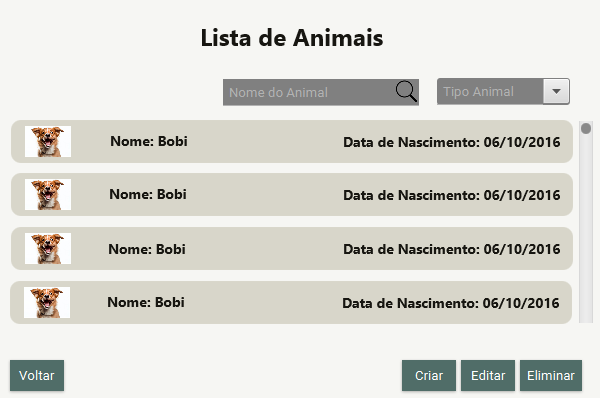 Lista de Animais
Nome do Animal
Tipo Animal
Nome: Bobi Data de Nascimento: 06/10/2016
Nome: Bobi Data de Nascimento: 06/10/2016
Nome: Bobi Data de Nascimento: 06/10/2016
Nome: Bobi Data de Nascimento: 06/10/2016
Voltar Criar Editar Eliminar